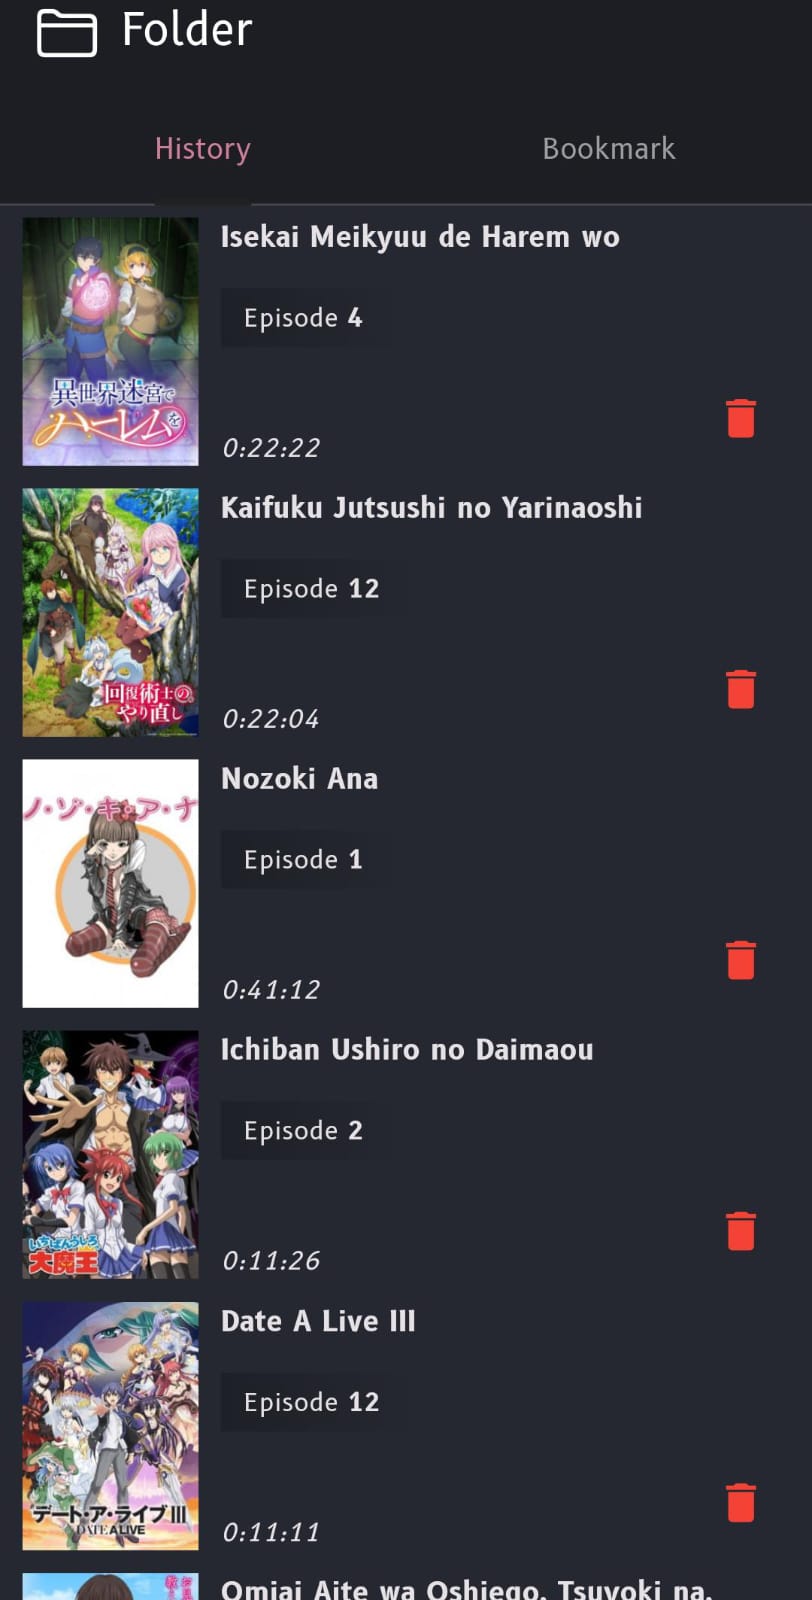 Folder
History
Bookmark
Isekai Meikyuu de Harem wo
Episode 4
0:22:22
異世界迷宮で
ハーレムを
Kaifuku Jutsushi no Yarinaoshi
Episode 12
0:22:04
回復術士の
やり直し
Nozoki Ana
ノ・ゾ・キ・ア・ナ
Episode 1
0:41:12
Ichiban Ushiro no Daimaou
Episode 2
0:11:26
いちばんうしろの
大魔王
Date A Live III
Episode 12
0:11:11
デート・ア・ライブIII
DATE A LIVE
Omiai Aite wa Oshiego, Tsuyoki na,